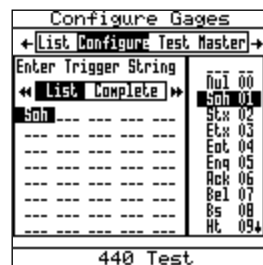 Configure Gages
List Configure Test Master
Enter Trigger String
List Complete
Soh
Nul 00
Soh 01
Stx 02
Etx 03
Eot 04
Enq 05
Ack 06
Bel 07
Bs 08
Ht 09
440 Test